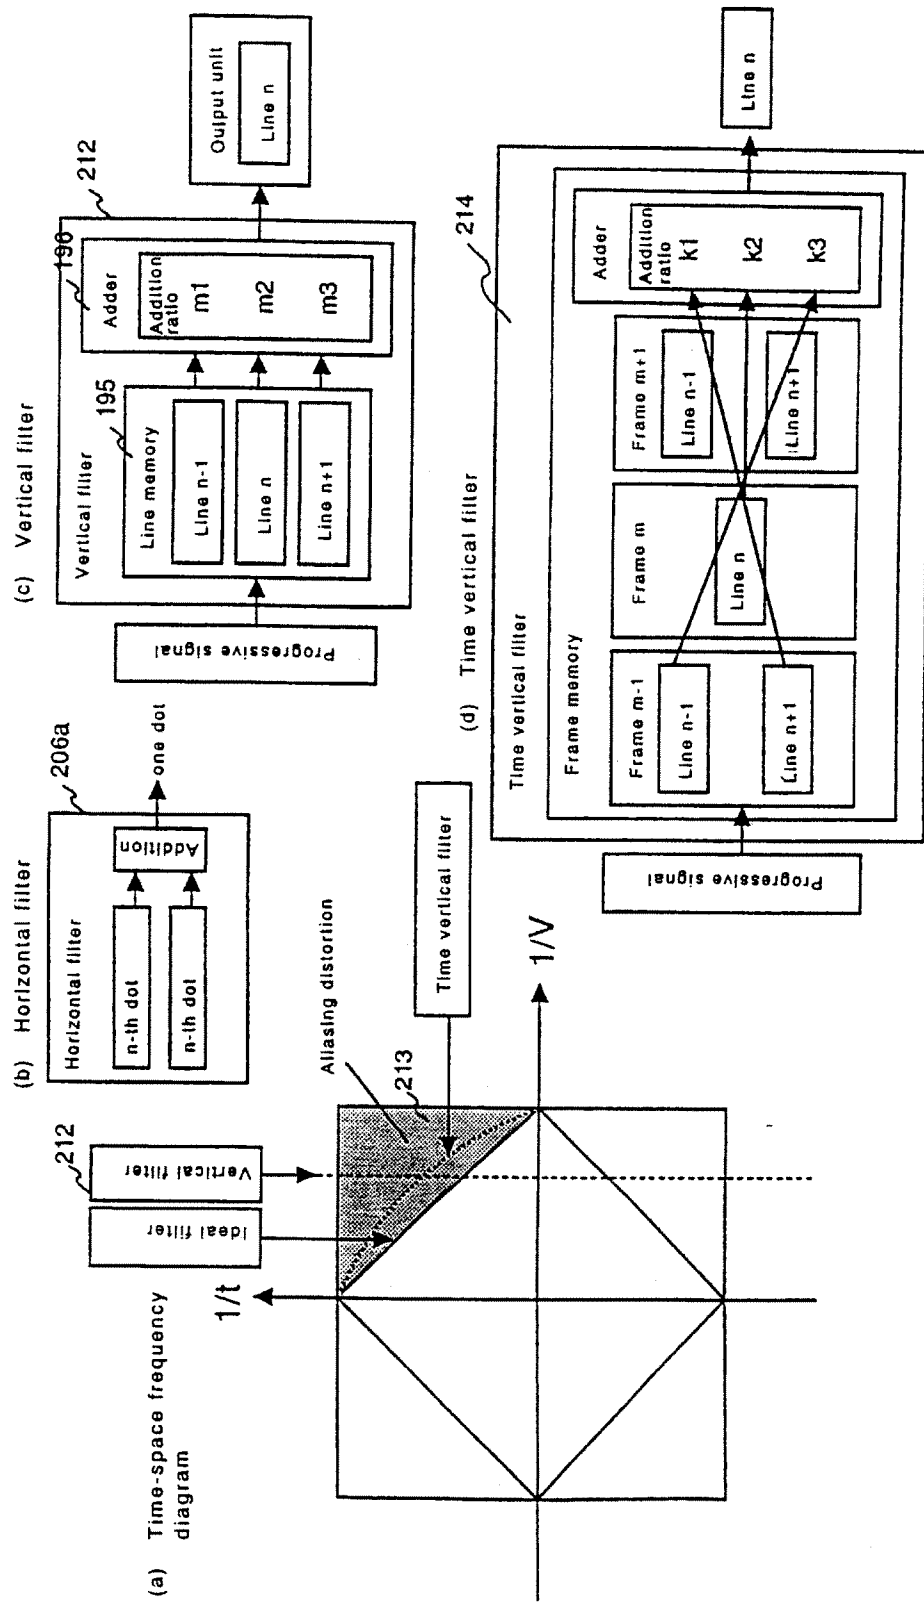 (a) Time-space frequency
diagram
1/t
1/V
Ideal filter
Vertical filter
212
Aliasing distortion
213
Time vertical filter
(b) Horizontal filter
206a
Horizontal filter
n-th dot
n-th dot
Addition
one dot
(c) Vertical filter
212
Progressive signal
Vertical filter
195
Line memory
Line n-1
Line n
Line n+1
196
Adder
Addition
ratio
m1
m2
m3
Output unit
Line n
(d) Time vertical filter
214
Progressive signal
Time vertical filter
Frame memory
Frame m-1
Line n-1
Line n+1
Frame m
Line n
Frame m+1
Line n-1
Line n+1
Adder
Addition
ratio
k1
k2
k3
Line n